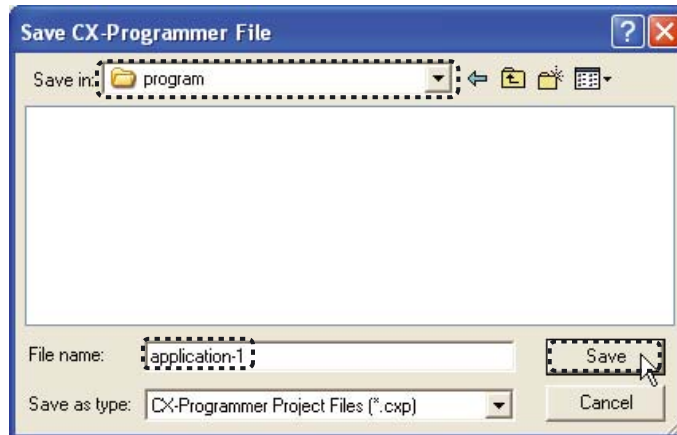 Save CX-Programmer File
Save in: program
File name: application-1 Save
Save as type: CX-Programmer Project Files (*.cxp) Cancel